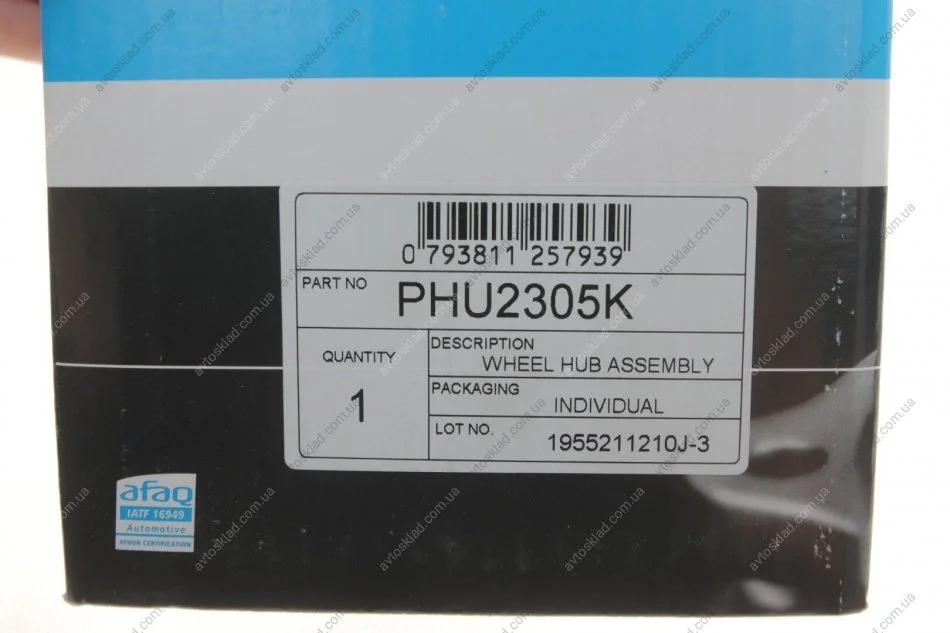 0 793811 257939
PART NO
PHU2305K
QUANTITY
1
DESCRIPTION
WHEEL HUB ASSEMBLY
PACKAGING
INDIVIDUAL
LOT NO.
1955211210J-3
afaq
IATF 16949
Automotive
AFNOR CERTIFICATION
avtosklad.com.ua